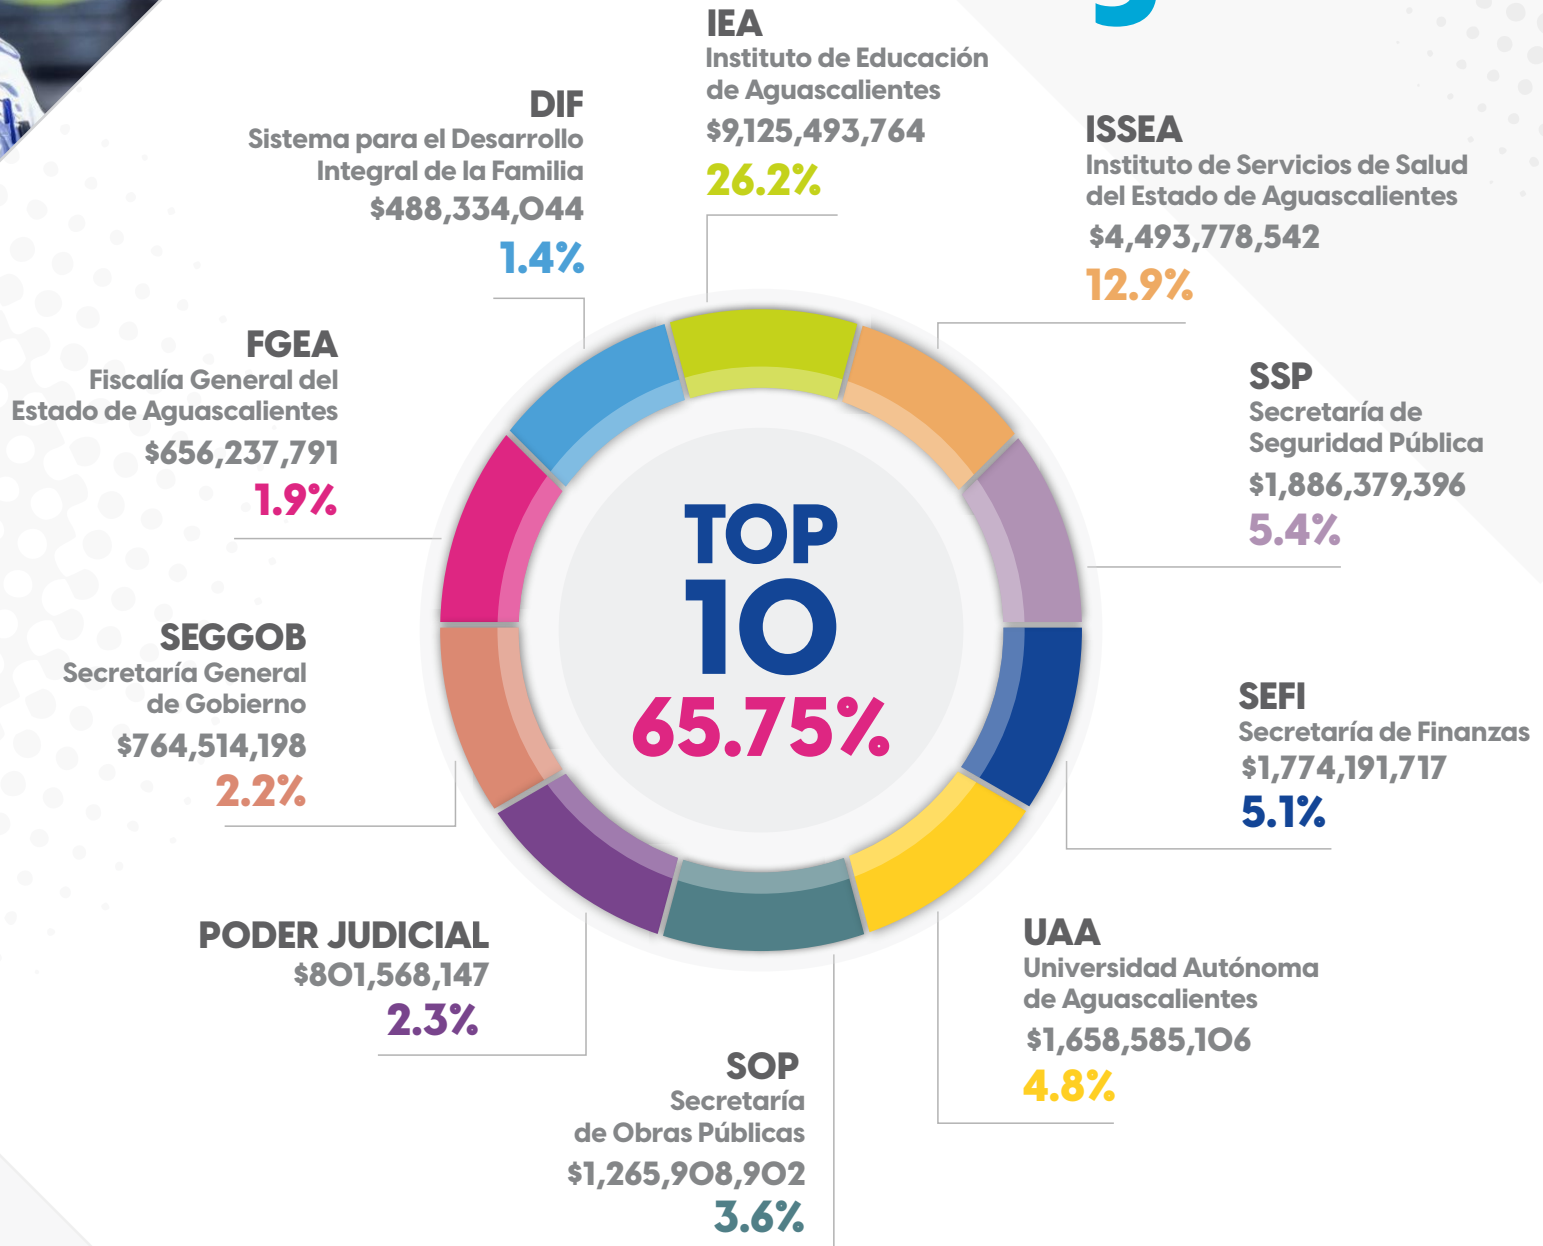 IEA
Instituto de Educación
de Aguascalientes
$9,125,493,764
26.2%
DIF
Sistema para el Desarrollo
Integral de la Familia
$488,334,044
1.4%
ISSEA
Instituto de Servicios de Salud
del Estado de Aguascalientes
$4,493,778,542
12.9%
FGEA
Fiscalía General del
Estado de Aguascalientes
$656,237,791
1.9%
SSP
Secretaría de
Seguridad Pública
$1,886,379,396
5.4%
TOP
10
65.75%
SEGGOB
Secretaría General
de Gobierno
$764,514,198
2.2%
SEFI
Secretaría de Finanzas
$1,774,191,717
5.1%
PODER JUDICIAL
$801,568,147
2.3%
UAA
Universidad Autónoma
de Aguascalientes
$1,658,585,106
4.8%
SOP
Secretaría
de Obras Públicas
$1,265,908,902
3.6%